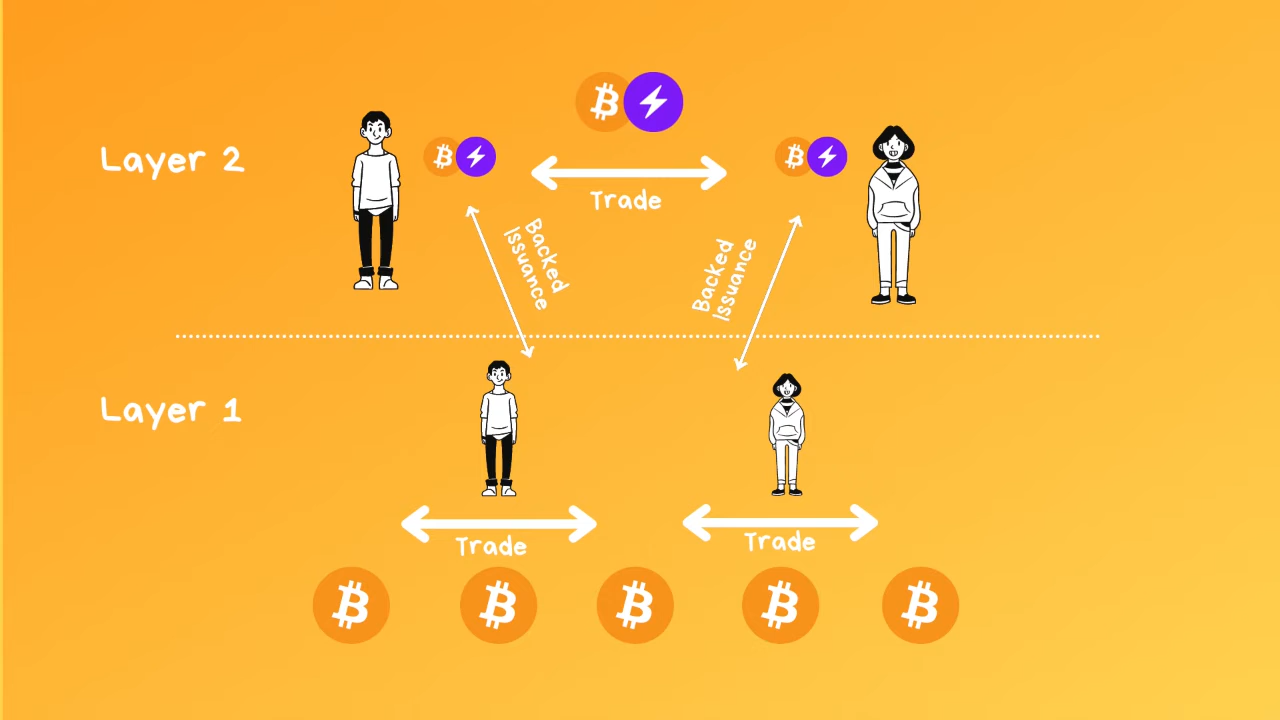 Layer 2
Trade
Backed
Issuance
Backed
Issuance
Layer 1
Trade
Trade